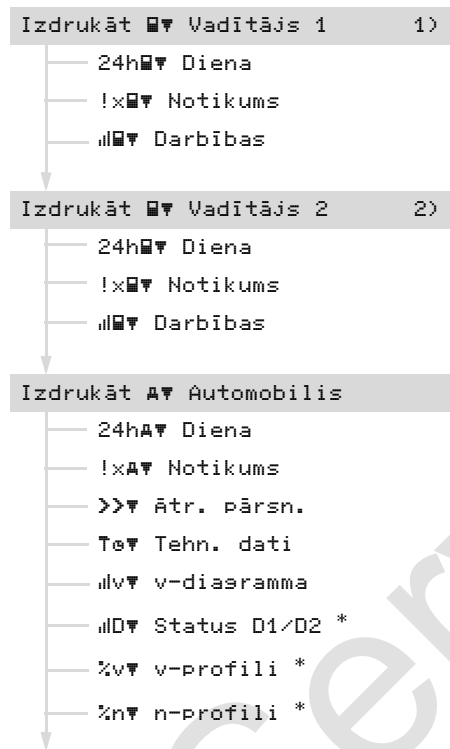 Izdrukāt Vadītājs 1 1)
24h Diena
!x Notikums
Darbības
Izdrukāt Vadītājs 2 2)
24h Diena
!x Notikums
Darbības
Izdrukāt Automobilis
24h Diena
!x Notikums
>> Ātr. pārsn.
T Tehn. dati
v v-diagramma
D Status D1/D2 *
%v v-profili *
%n n-profili *